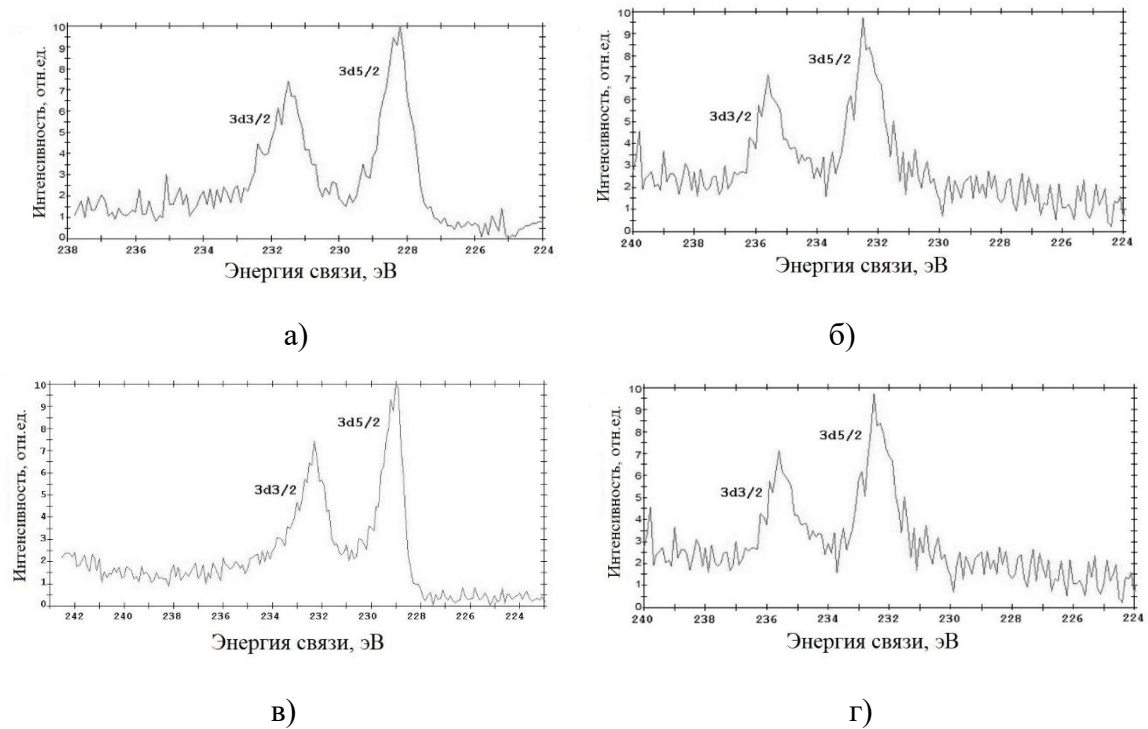 10
9
8
7
6
5
4
3
2
1
0
Интенсивность, отн.ед.
3d3/2
3d5/2
238 236 234 232 230 228 226 224
Энергия связи, эВ
а)
10
9
8
7
6
5
4
3
2
1
0
Интенсивность, отн.ед.
3d3/2
3d5/2
240 238 236 234 232 230 228 226 224
Энергия связи, эВ
б)
10
9
8
7
6
5
4
3
2
1
0
Интенсивность, отн.ед.
3d3/2
3d5/2
242 240 238 236 234 232 230 228 226 224
Энергия связи, эВ
в)
10
9
8
7
6
5
4
3
2
1
0
Интенсивность, отн.ед.
3d3/2
3d5/2
240 238 236 234 232 230 228 226 224
Энергия связи, эВ
г)